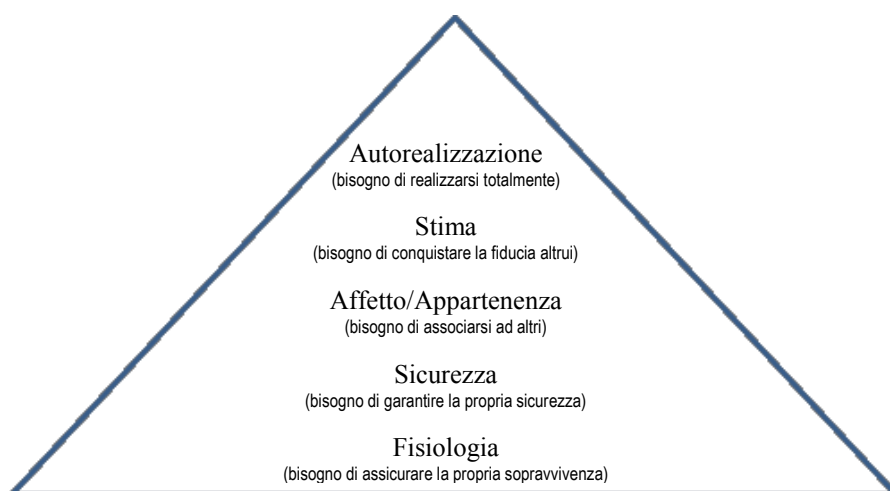 Autorealizzazione
(bisogno di realizzarsi totalmente)
Stima
(bisogno di conquistare la fiducia altrui)
Affetto/Appartenenza
(bisogno di associarsi ad altri)
Sicurezza
(bisogno di garantire la propria sicurezza)
Fisiologia
(bisogno di assicurare la propria sopravvivenza)